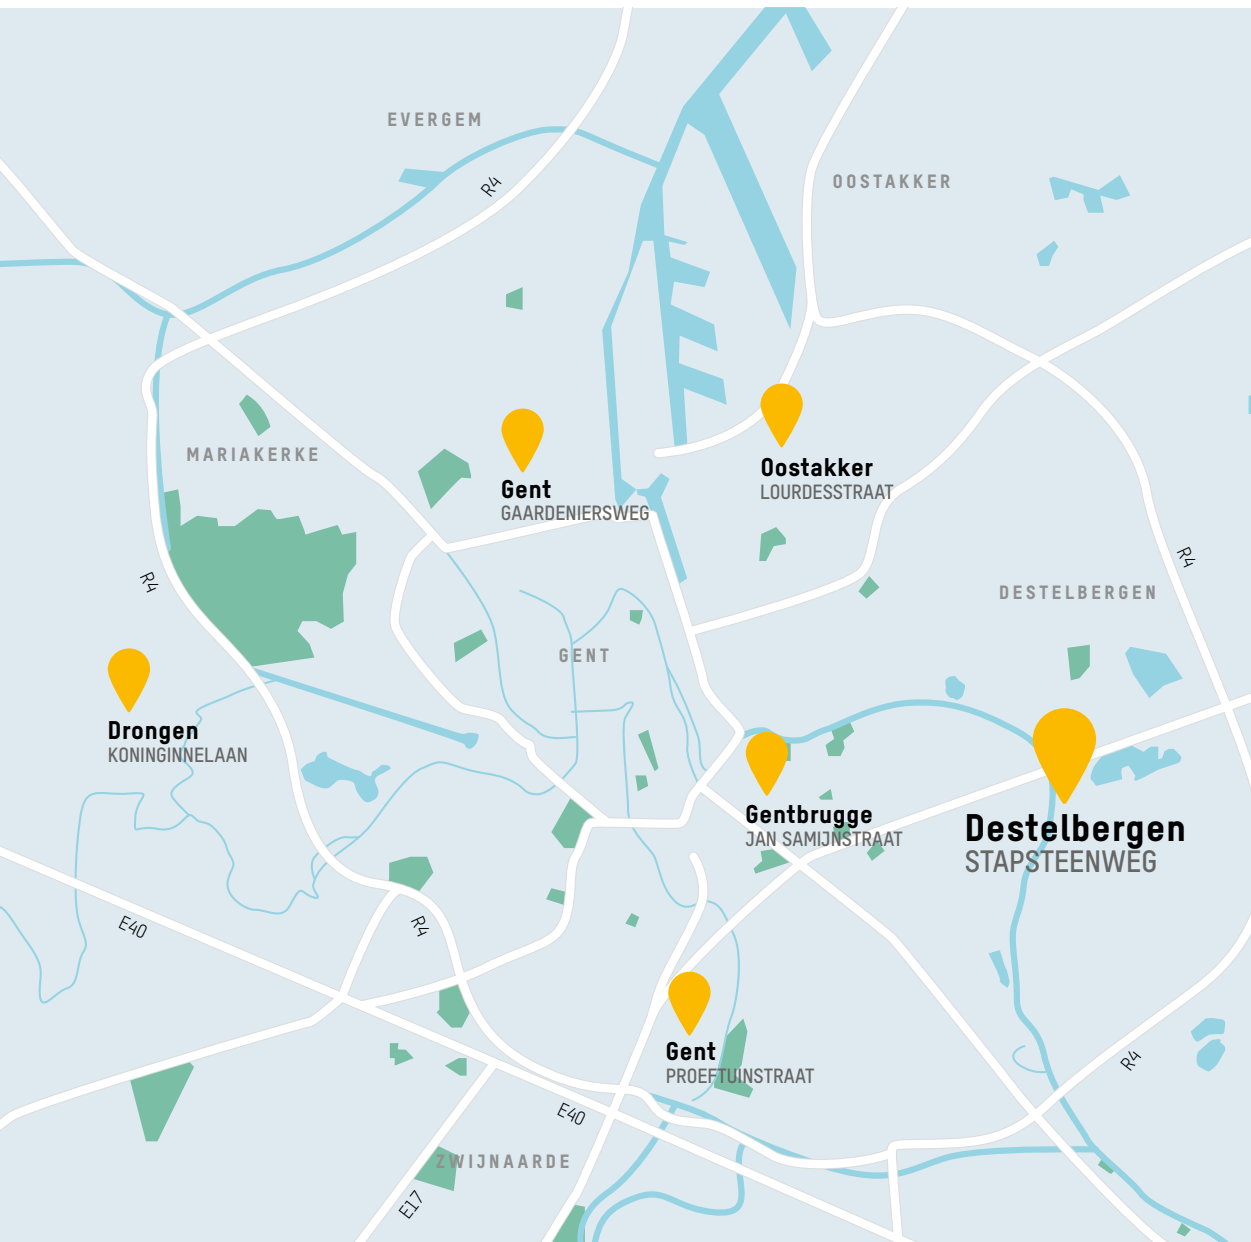 EVERGEM
R4
OOSTAKKER
MARIAKERKE
Oostakker
LOURDESSTRAAT
Gent
GAARDENIERSWEG
R4
R4
DESTELBERGEN
GENT
Drongen
KONINGINNELAAN
Gentbrugge
JAN SAMIJNSTRAAT
Destelbergen
STAPSTEENWEG
E40
R4
Gent
PROEFTUINSTRAAT
R4
E40
ZWIJNAARDE
E17